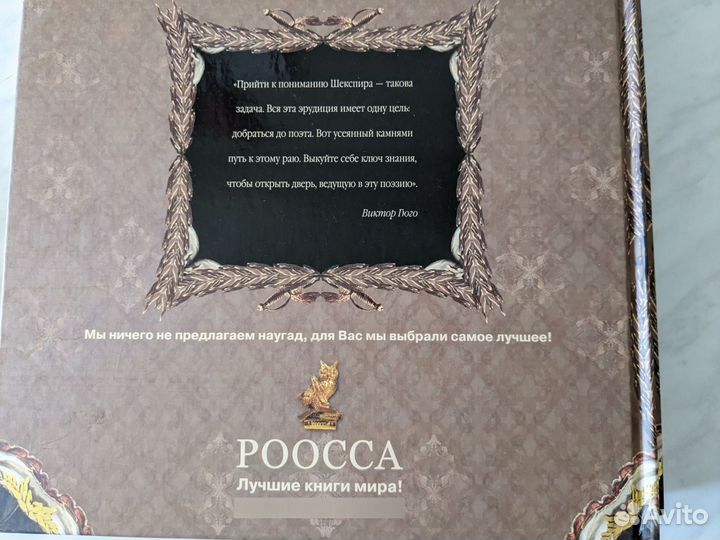 «Прийти к пониманию Шекспира — такова
задача. Вся эта эрудиция имеет одну цель:
добраться до поэта. Вот усеянный камнями
путь к этому раю. Выкуйте себе ключ знания,
чтобы открыть дверь, ведущую в эту поэзию».
Виктор Гюго
Мы ничего не предлагаем наугад, для Вас мы выбрали самое лучшее!
РООССА
Лучшие книги мира!
Avito